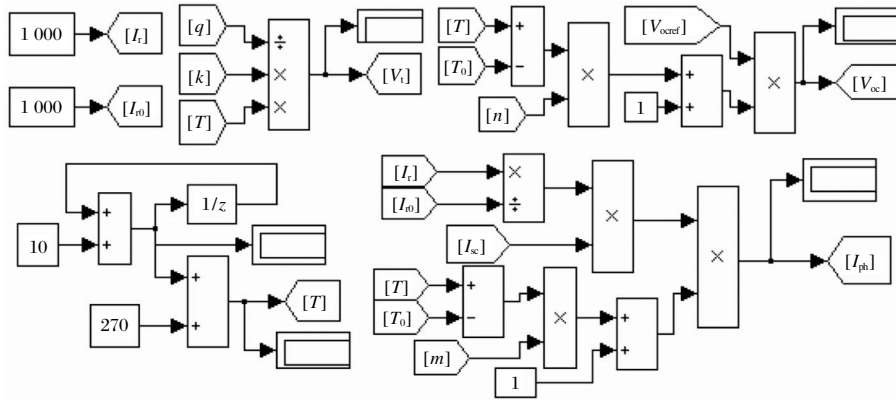 1 000
[I_r]
1 000
[I_r0]
[q]
[k]
[T]
÷
×
×
[V_t]
[T]
[T_0]
+
−
[n]
×
[V_ocref]
1
+
+
×
[V_oc]
10
+
+
1/z
270
+
+
[T]
[I_r]
[I_r0]
×
÷
[I_sc]
×
[T]
[T_0]
+
−
[m]
×
1
+
+
×
[I_ph]